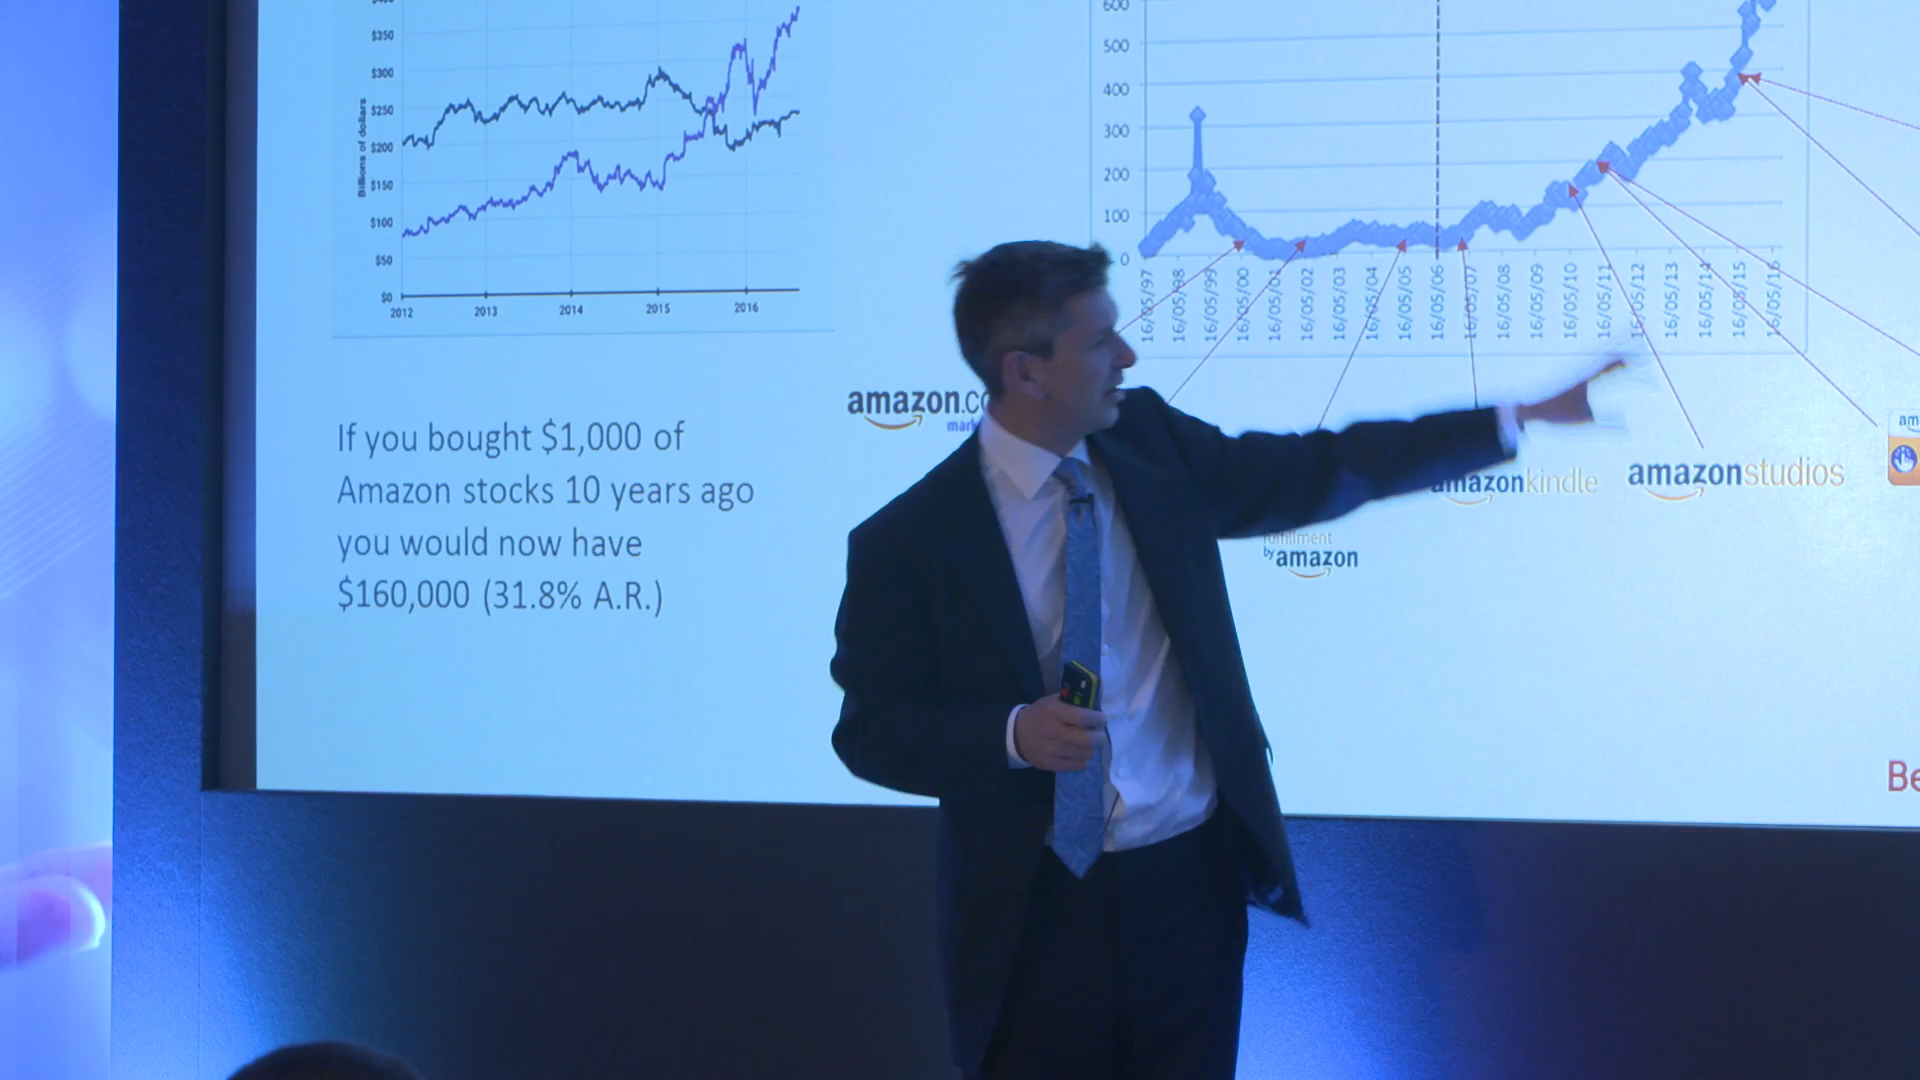 $350
$300
$250
$200
$150
$100
$50
$0
Billions of dollars
2012 2013 2014 2015 2016
600
500
400
300
200
100
0
16/05/97 16/05/98 16/05/99 16/05/00 16/05/01 16/05/02 16/05/03 16/05/04 16/05/05 16/05/06 16/05/07 16/05/08 16/05/09 16/05/10 16/05/11 16/05/12 16/05/13 16/05/14 16/05/15 16/05/16
If you bought $1,000 of
Amazon stocks 10 years ago
you would now have
$160,000 (31.8% A.R.)
amazon.co
mark
fulfillment
by amazon
amazonkindle
amazonstudios
am
Be